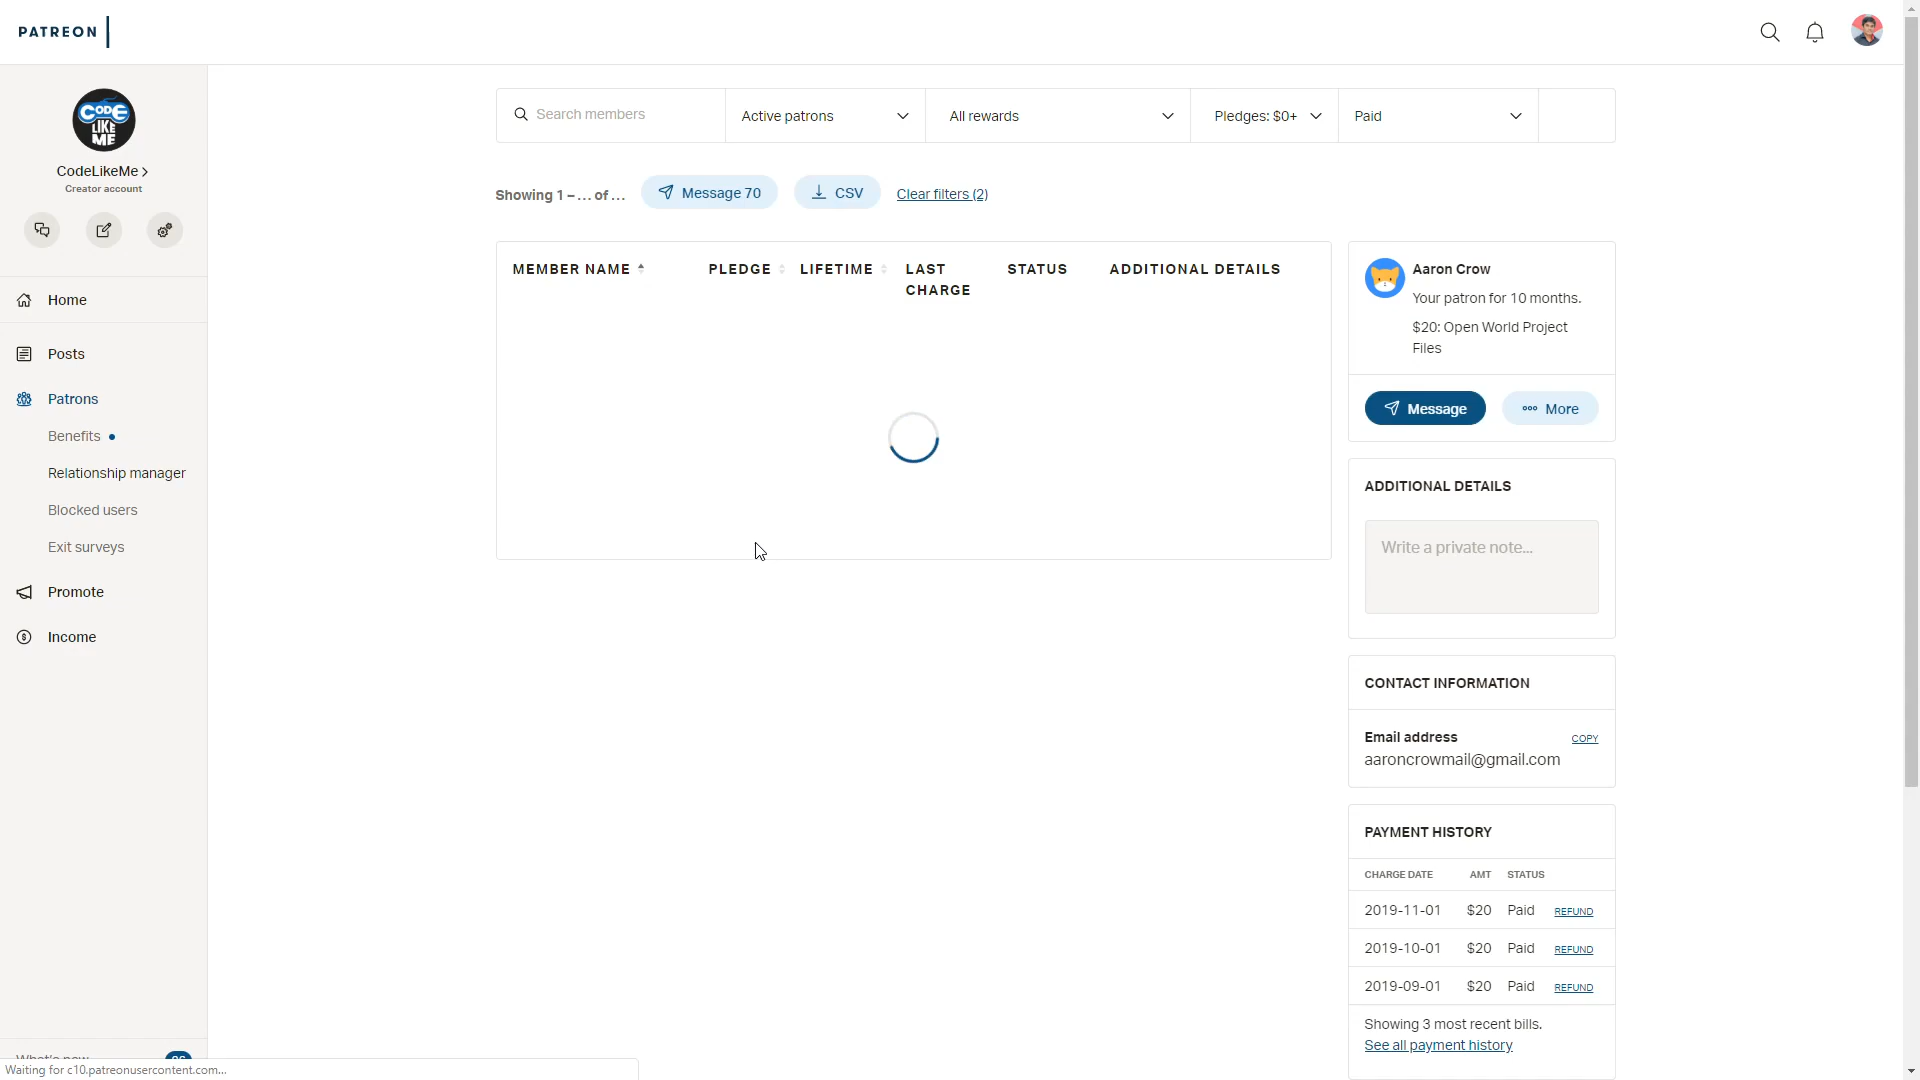 PATREON
CODE
LIKE
ME
CodeLikeMe
Creator account
Home
Posts
Patrons
Benefits
Relationship manager
Blocked users
Exit surveys
Promote
Income
Waiting for c10.patreonusercontent.com...
Search members
Active patrons
All rewards
Pledges: $0+
Paid
Showing 1 – ... of ...
Message 70
CSV
Clear filters (2)
MEMBER NAME
PLEDGE
LIFETIME
LAST
CHARGE
STATUS
ADDITIONAL DETAILS
Aaron Crow
Your patron for 10 months.
$20: Open World Project
Files
Message
More
ADDITIONAL DETAILS
Write a private note...
CONTACT INFORMATION
Email address COPY
aaroncrowmail@gmail.com
PAYMENT HISTORY
CHARGE DATE AMT STATUS
2019-11-01 $20 Paid REFUND
2019-10-01 $20 Paid REFUND
2019-09-01 $20 Paid REFUND
Showing 3 most recent bills.
See all payment history